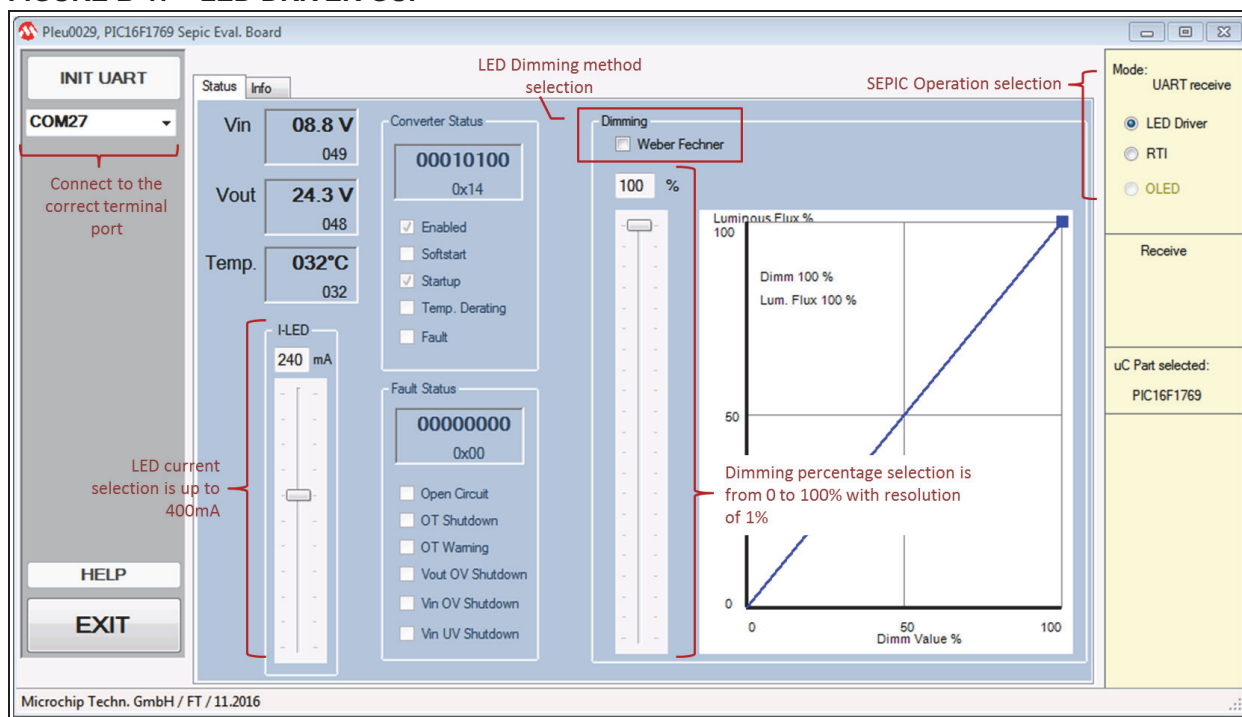 Pleu0029, PIC16F1769 Sepic Eval. Board
INIT UART
COM27
Connect to the
correct terminal
port
HELP
EXIT
Status
Info
Vin
08.8 V
049
Vout
24.3 V
048
Temp.
032°C
032
I-LED
240 mA
LED current
selection is up to
400mA
Converter Status
00010100
0x14
Enabled
Softstart
Startup
Temp. Derating
Fault
Fault Status
00000000
0x00
Open Circuit
OT Shutdown
OT Warning
Vout OV Shutdown
Vin OV Shutdown
Vin UV Shutdown
LED Dimming method
selection
Dimming
Weber Fechner
100 %
Luminous Flux %
100
Dimm 100 %
Lum. Flux 100 %
50
Dimming percentage selection is
from 0 to 100% with resolution
of 1%
0
0 50 100
Dimm Value %
SEPIC Operation selection
Mode:
UART receive
LED Driver
RTI
OLED
Receive
uC Part selected:
PIC16F1769
Microchip Techn. GmbH / FT / 11.2016